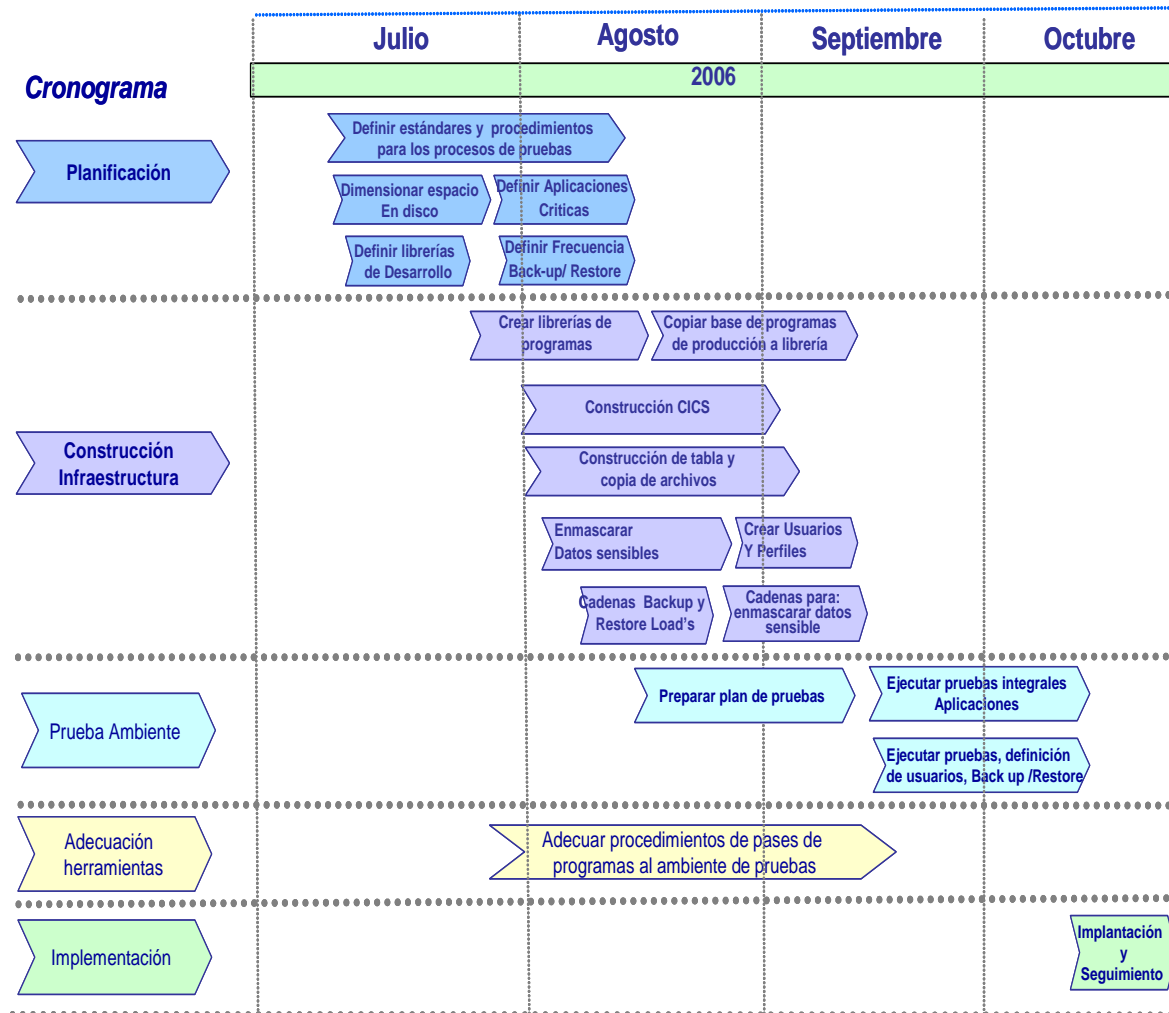 Julio
Agosto
Septiembre
Octubre
2006
Cronograma
Planificación
Definir estándares y procedimientos
para los procesos de pruebas
Dimensionar espacio
En disco
Definir Aplicaciones
Criticas
Definir librerías
de Desarrollo
Definir Frecuencia
Back-up/ Restore
Construcción
Infraestructura
Crear librerías de
programas
Copiar base de programas
de producción a librería
Construcción CICS
Construcción de tabla y
copia de archivos
Enmascarar
Datos sensibles
Crear Usuarios
Y Perfiles
Cadenas Backup y
Restore Load's
Cadenas para:
enmascarar datos
sensible
Prueba Ambiente
Preparar plan de pruebas
Ejecutar pruebas integrales
Aplicaciones
Ejecutar pruebas, definición
de usuarios, Back up /Restore
Adecuación
herramientas
Adecuar procedimientos de pases de
programas al ambiente de pruebas
Implementación
Implantación
y
Seguimiento